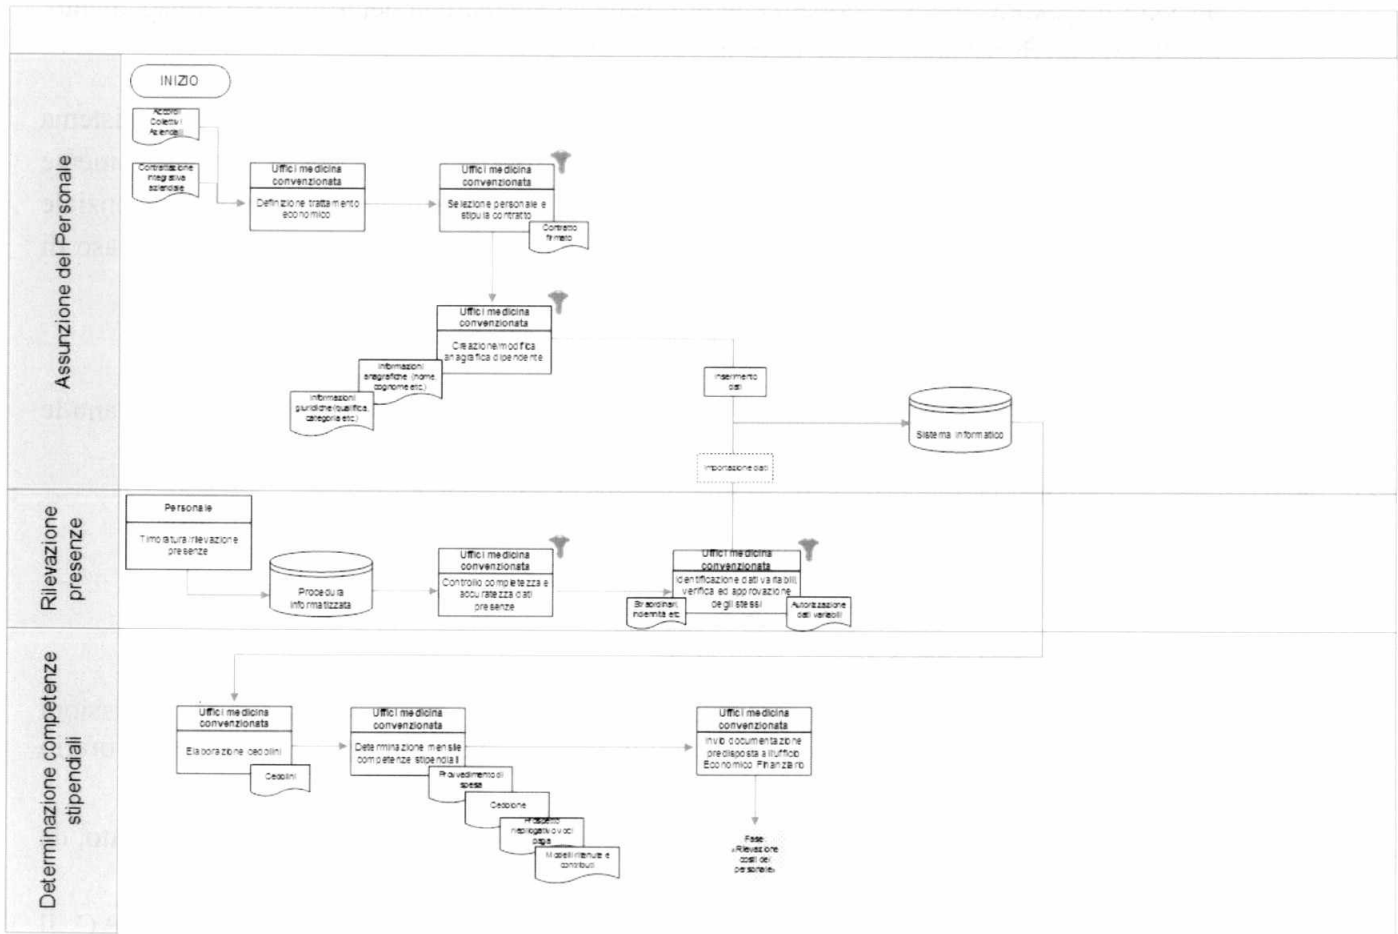 INIZIO
Accordi
Collettivi
Aziendali
Contrattazione
integrativa
aziendale
Uffici medicina
convenzionata
Definizione trattamento
economico
Uffici medicina
convenzionata
Selezione personale e
stipula contratto
Contratto
firmato
Assunzione del Personale
Uffici medicina
convenzionata
Creazione/modifica
anagrafica dipendente
Informazioni
anagrafiche (nome,
cognome etc.)
Informazioni
giuridiche (qualifica,
categoria etc.)
Inserimento
dati
Sistema informatico
Importazione dati
Rilevazione
presenze
Personale
Timbratura/rilevazione
presenze
Procedura
informatizzata
Uffici medicina
convenzionata
Controllo completezza e
accuratezza dati
presenze
Uffici medicina
convenzionata
Identificazione dati variabili,
verifica ed approvazione
degli stessi
Straordinari,
indennità etc.
Autorizzazione
dati variabili
Determinazione competenze
stipendiali
Uffici medicina
convenzionata
Elaborazione cedolini
Cedolini
Uffici medicina
convenzionata
Determinazione mensile
competenze stipendiali
Provvedimento di
spesa
Prospetto
riepilogativo voci
paga
Modelli ritenute e
contributi
Uffici medicina
convenzionata
Invio documentazione
predisposta all'ufficio
Economico Finanziario
Fase:
«Rilevazione
costi del
personale»